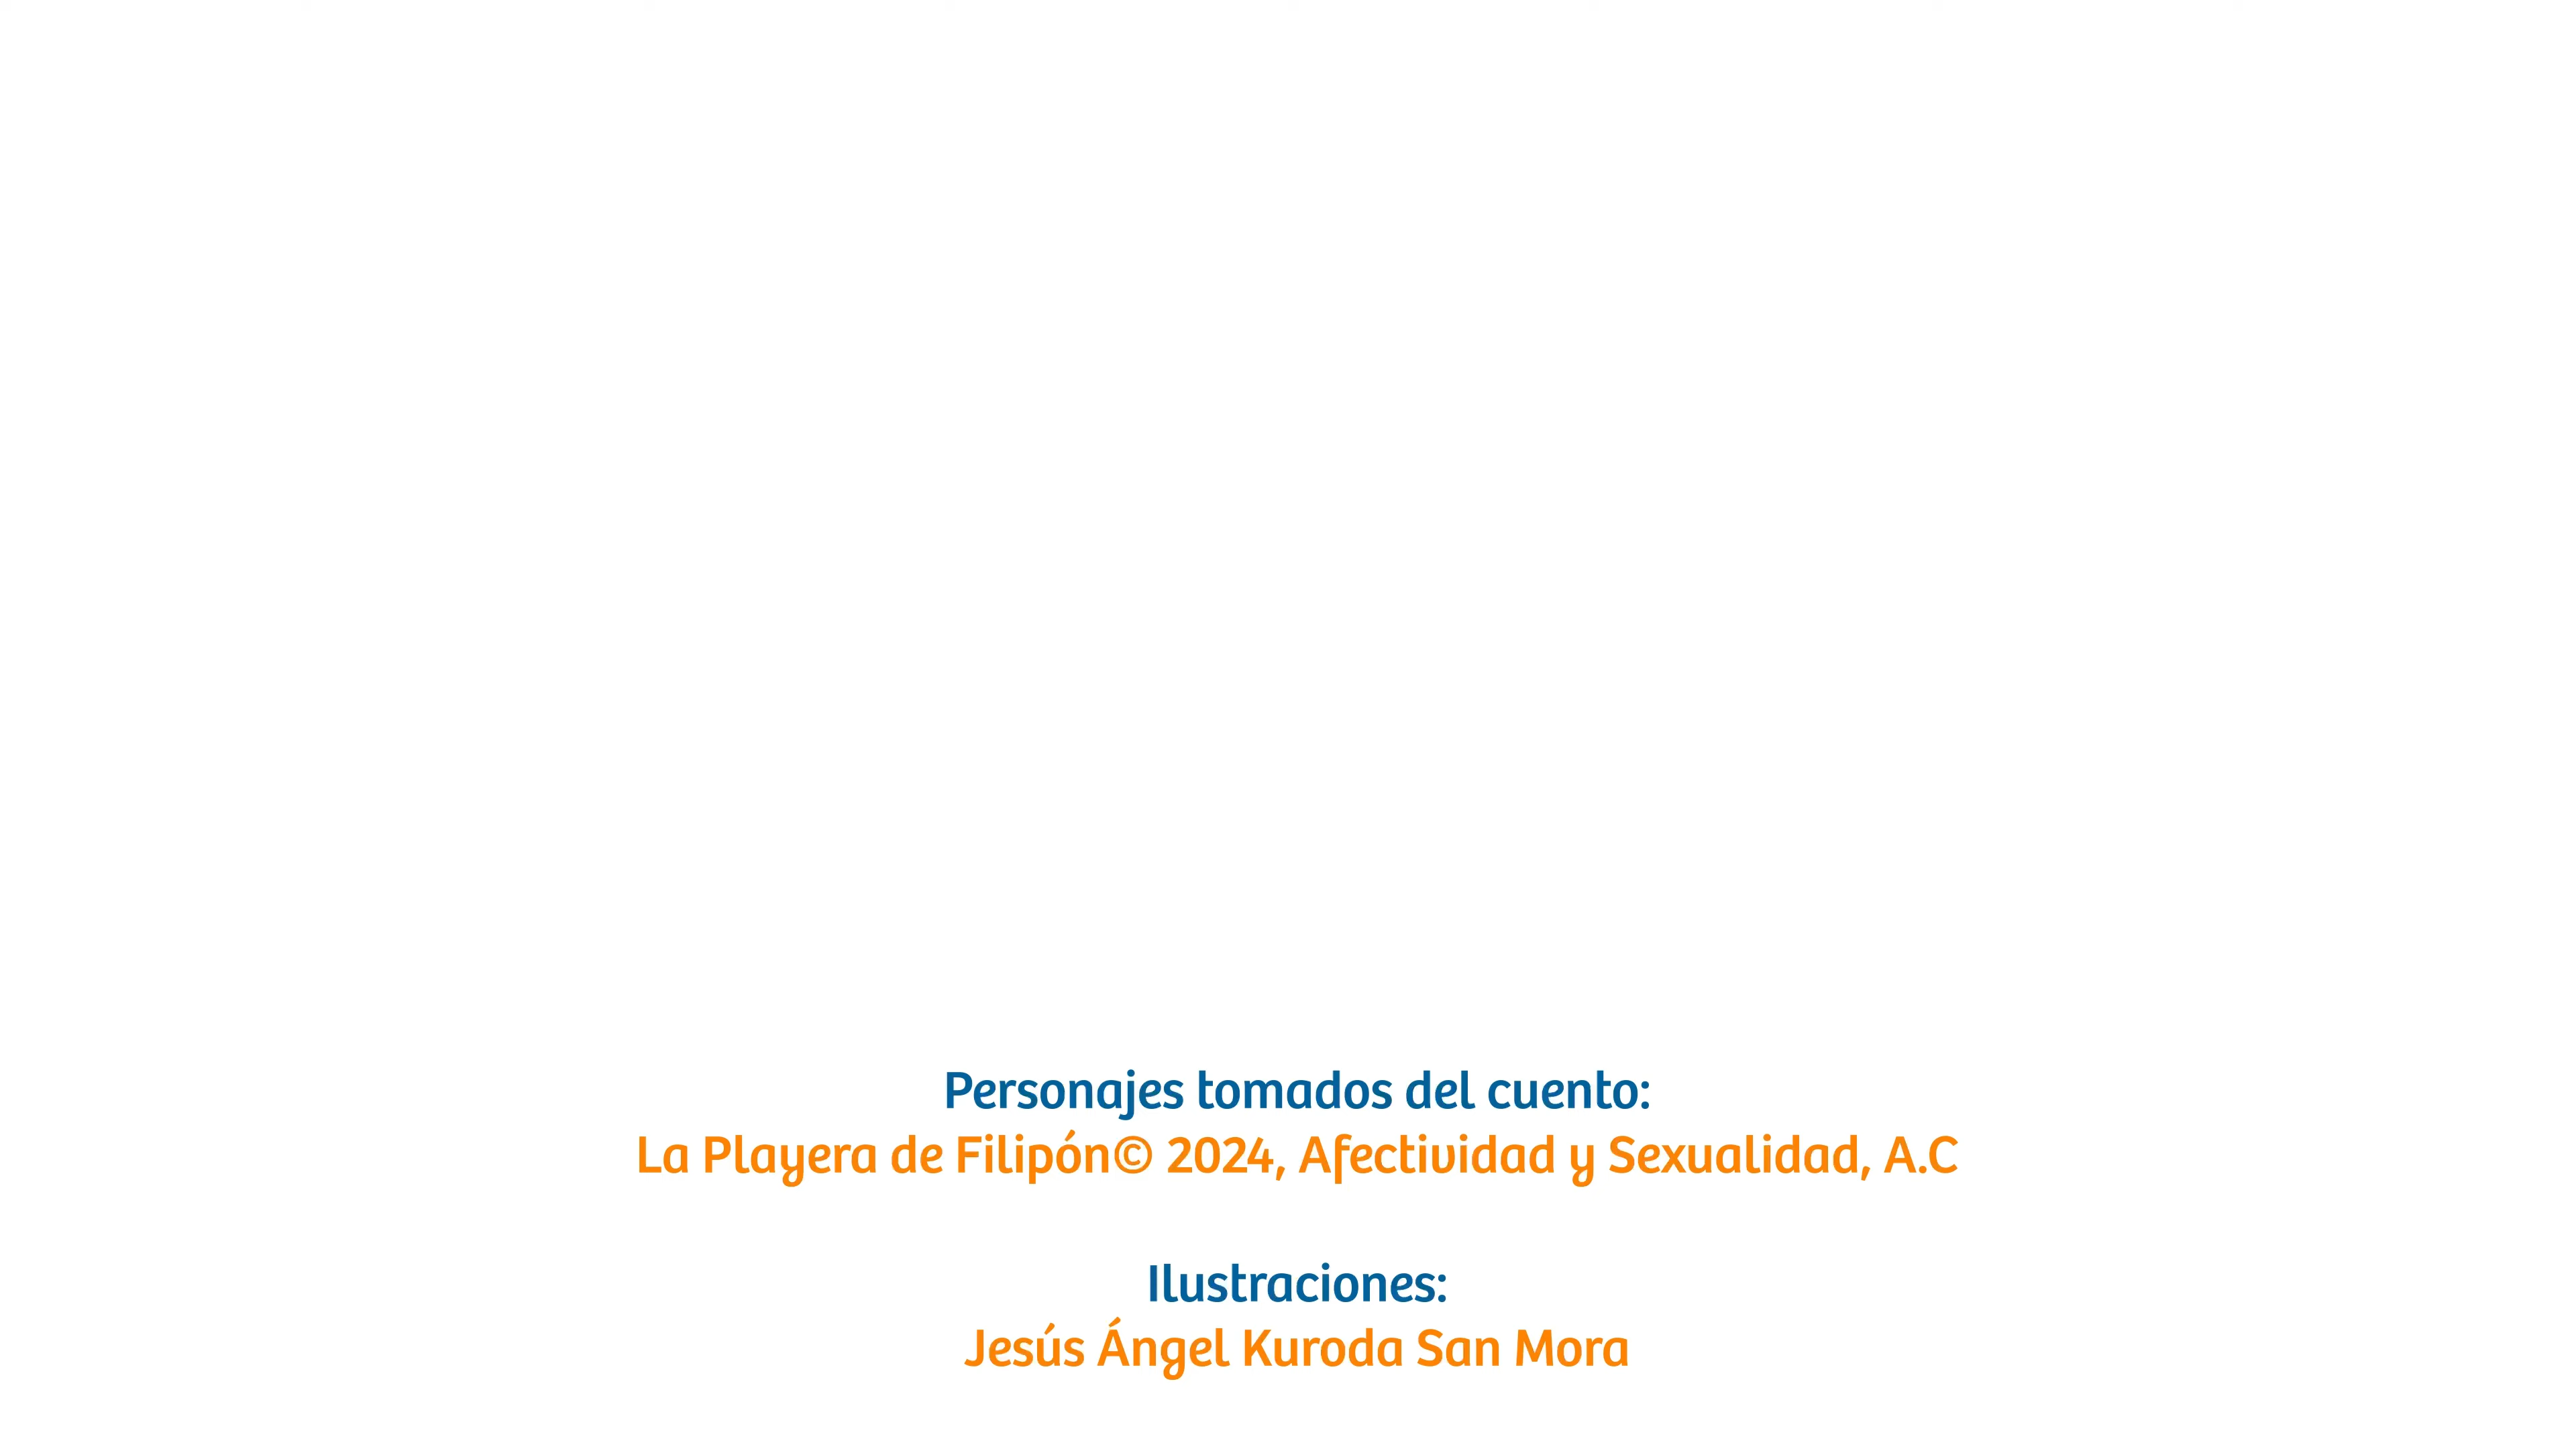 Personajes tomados del cuento:
La Playera de Filipón© 2024, Afectividad y Sexualidad, A.C
Ilustraciones:
Jesús Ángel Kuroda San Mora